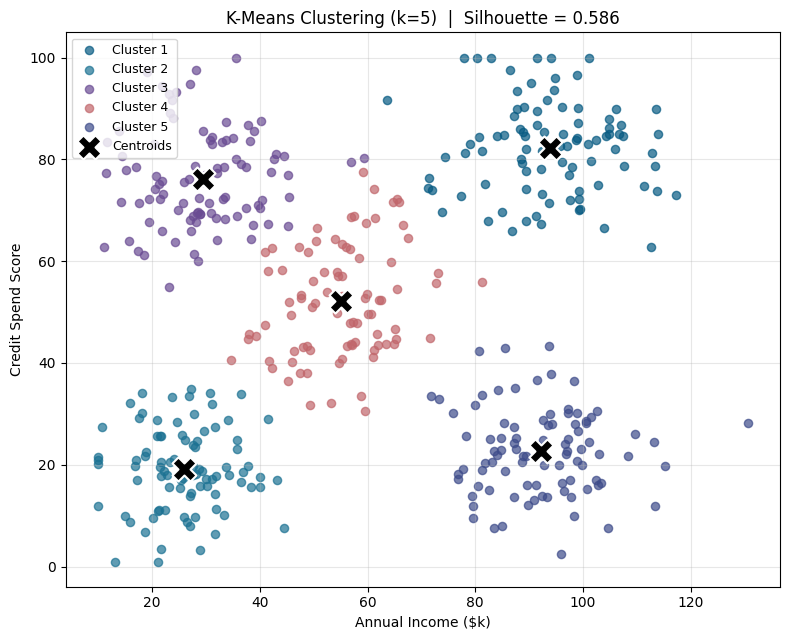 K-Means Clustering (k=5) | Silhouette = 0.586
Cluster 1
Cluster 2
Cluster 3
Cluster 4
Cluster 5
Centroids
Credit Spend Score
100
80
60
40
20
0
20 40 60 80 100 120
Annual Income ($k)